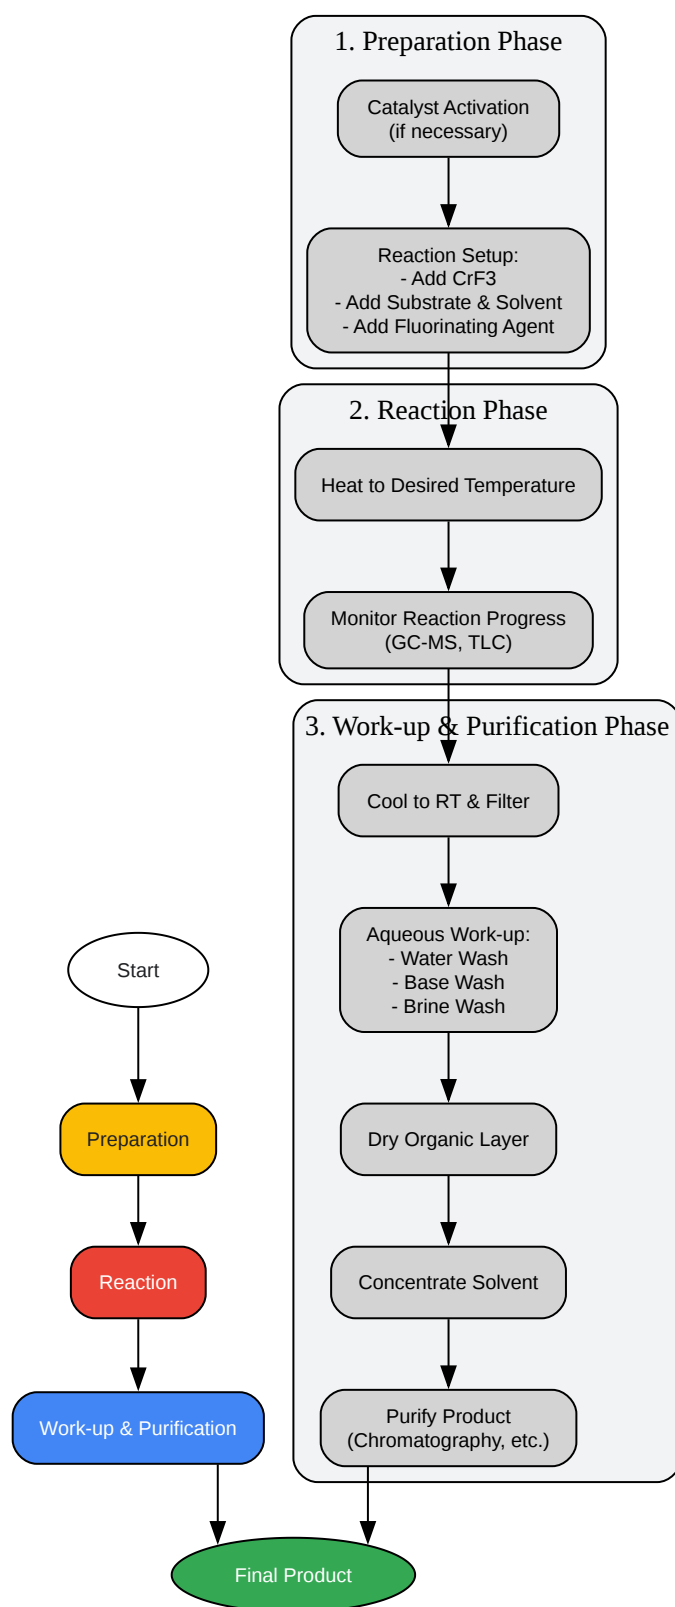 1. Preparation Phase
Catalyst Activation
(if necessary)
Reaction Setup:
- Add CrF3
- Add Substrate & Solvent
- Add Fluorinating Agent
2. Reaction Phase
Heat to Desired Temperature
Monitor Reaction Progress
(GC-MS, TLC)
3. Work-up & Purification Phase
Cool to RT & Filter
Aqueous Work-up:
- Water Wash
- Base Wash
- Brine Wash
Dry Organic Layer
Concentrate Solvent
Purify Product
(Chromatography, etc.)
Start
Preparation
Reaction
Work-up & Purification
Final Product